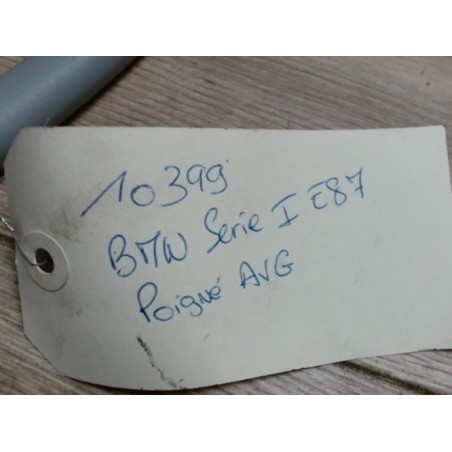 10399
BMW Serie I E87
Poigné AVG